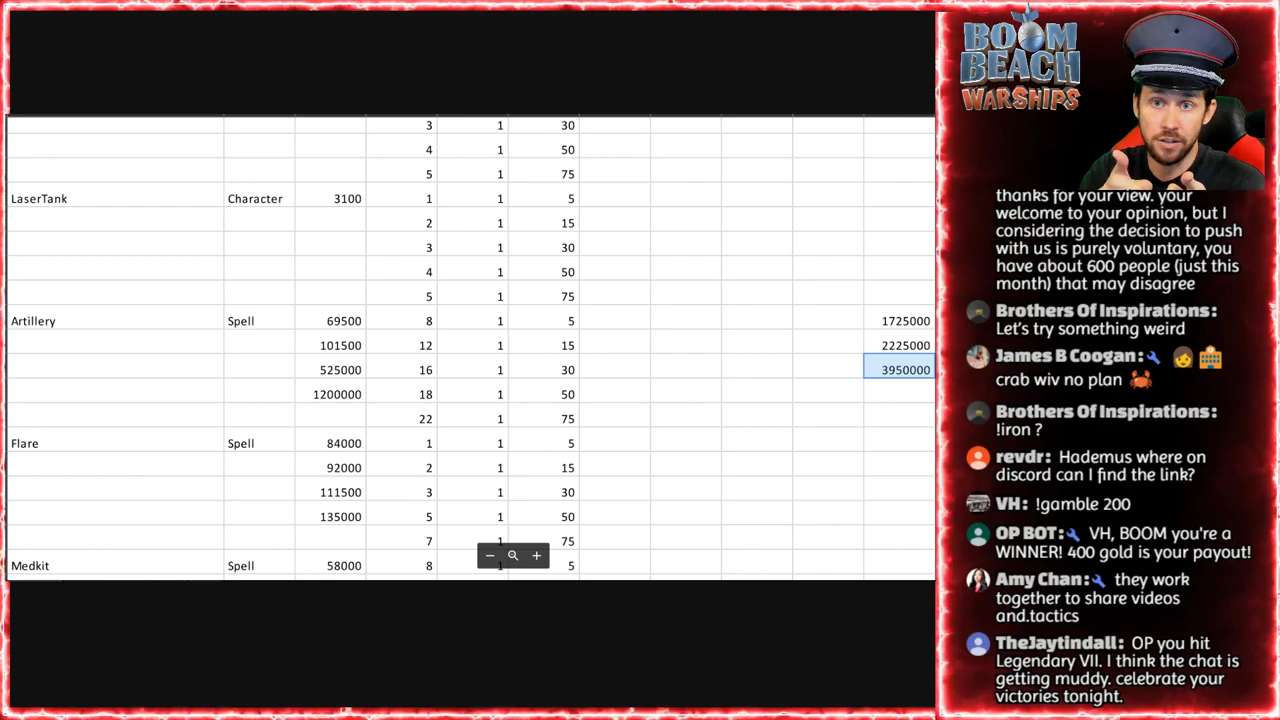 3 1 30
4 1 50
5 1 75
LaserTank Character 3100 1 1 5
2 1 15
3 1 30
4 1 50
5 1 75
Artillery Spell 69500 8 1 5 1725000
101500 12 1 15 2225000
525000 16 1 30 3950000
1200000 18 1 50
22 1 75
Flare Spell 84000 1 1 5
92000 2 1 15
111500 3 1 30
135000 5 1 50
7 1 75
Medkit Spell 58000 8 1 5
BOOM
BEACH
WARSHIPS
thanks for your view. your
welcome to your opinion, but I
considering the decision to push
with us is purely voluntary, you
have about 600 people (just this
month) that may disagree
Brothers Of Inspirations:
Let's try something weird
James B Coogan:
crab wiv no plan
Brothers Of Inspirations:
!iron ?
revdr: Hademus where on
discord can I find the link?
VH: !gamble 200
OP BOT: VH, BOOM you're a
WINNER! 400 gold is your payout!
Amy Chan: they work
together to share videos
and.tactics
TheJaytindall: OP you hit
Legendary VII. I think the chat is
getting muddy. celebrate your
victories tonight.